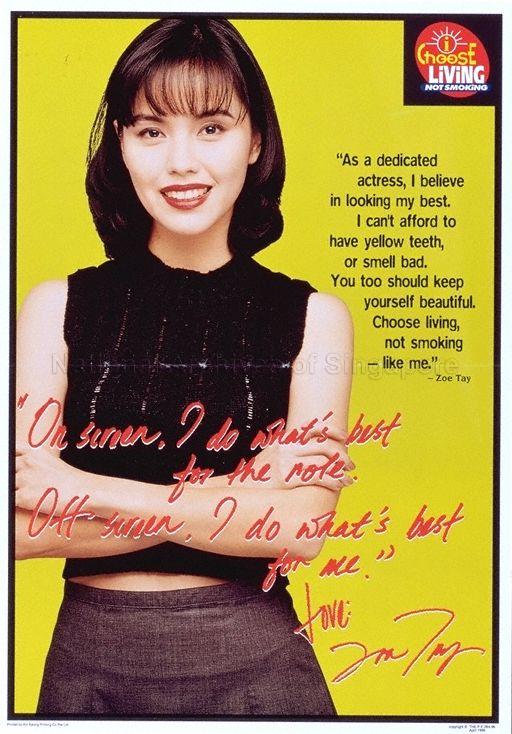 i
CHOOSE
LIVING
NOT SMOKING
"As a dedicated
actress, I believe
in looking my best.
I can't afford to
have yellow teeth,
or smell bad.
You too should keep
yourself beautiful.
Choose living,
not smoking
– like me."
– Zoe Tay
National Archives of Singapore
"On screen, I do what's best
for the role.
Off screen, I do what's best
for me."
Love:
Zoe Tay